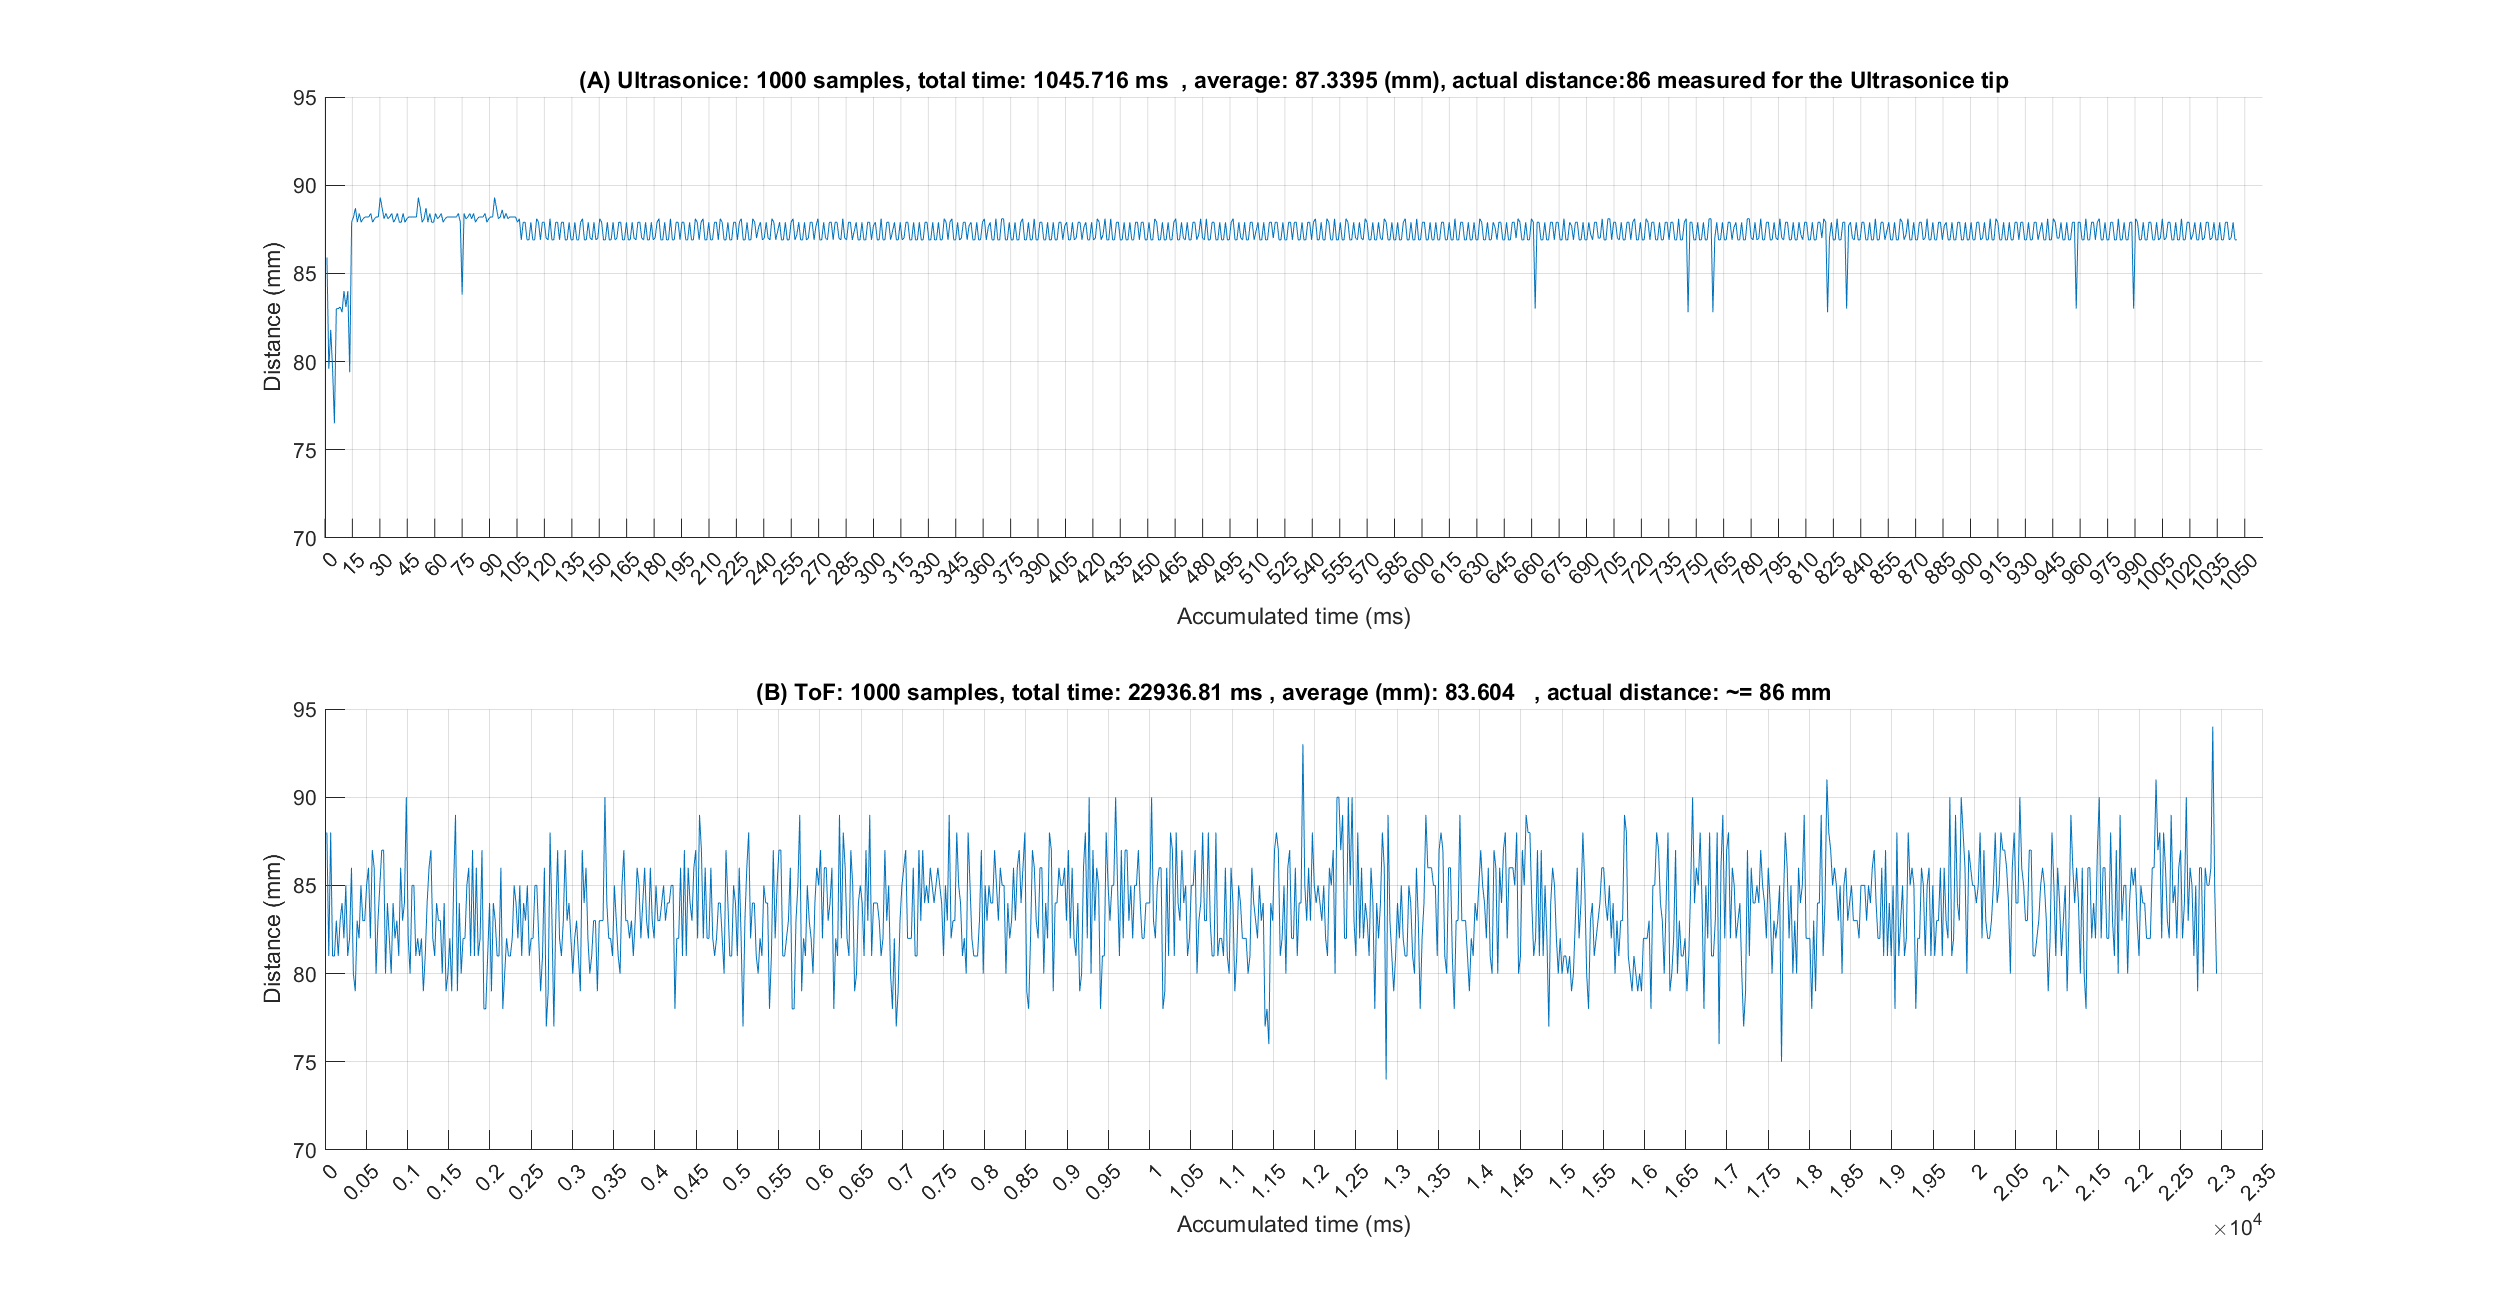 (A) Ultrasonice: 1000 samples, total time: 1045.716 ms , average: 87.3395 (mm), actual distance:86 measured for the Ultrasonice tip
95
90
85
80
75
70
Distance (mm)
0 15 30 45 60 75 90 105 120 135 150 165 180 195 210 225 240 255 270 285 300 315 330 345 360 375 390 405 420 435 450 465 480 495 510 525 540 555 570 585 600 615 630 645 660 675 690 705 720 735 750 765 780 795 810 825 840 855 870 885 900 915 930 945 960 975 990 1005 1020 1035 1050
Accumulated time (ms)
(B) ToF: 1000 samples, total time: 22936.81 ms , average (mm): 83.604 , actual distance: ~= 86 mm
95
90
85
80
75
70
Distance (mm)
0 0.05 0.1 0.15 0.2 0.25 0.3 0.35 0.4 0.45 0.5 0.55 0.6 0.65 0.7 0.75 0.8 0.85 0.9 0.95 1 1.05 1.1 1.15 1.2 1.25 1.3 1.35 1.4 1.45 1.5 1.55 1.6 1.65 1.7 1.75 1.8 1.85 1.9 1.95 2 2.05 2.1 2.15 2.2 2.25 2.3 2.35
Accumulated time (ms)
×10⁴